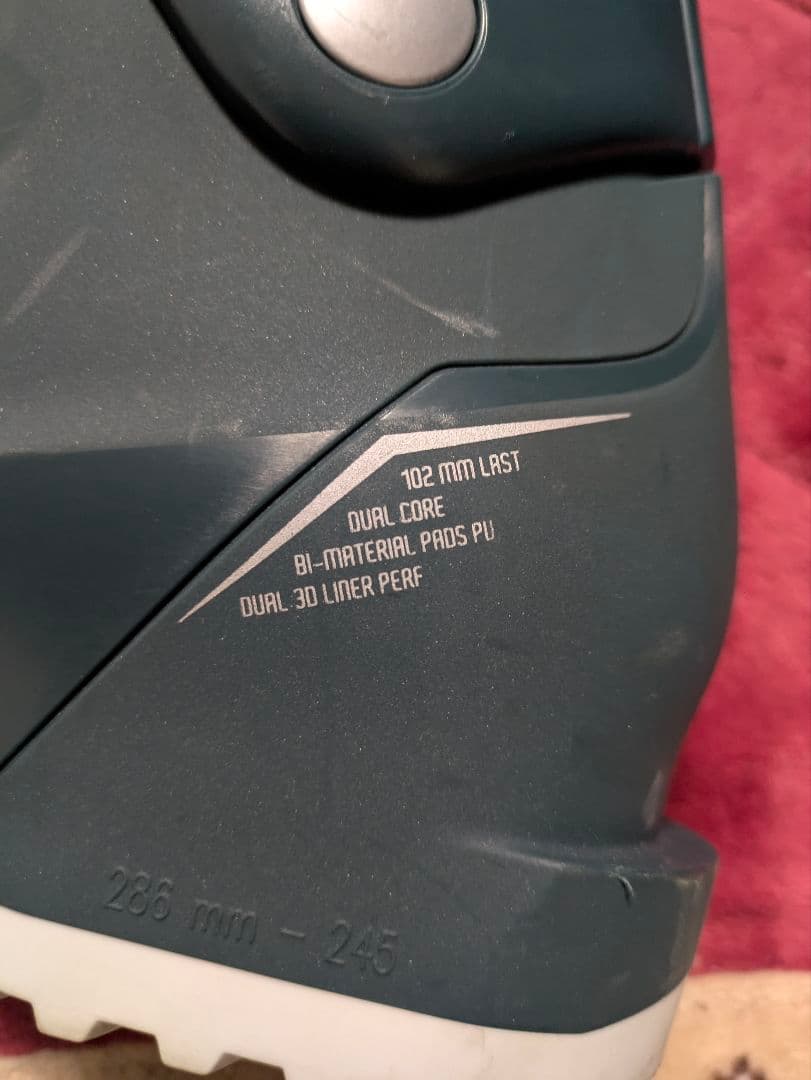 102 MM LAST
DUAL CORE
BI-MATERIAL PADS PU
DUAL 3D LINER PERF
286 mm - 245